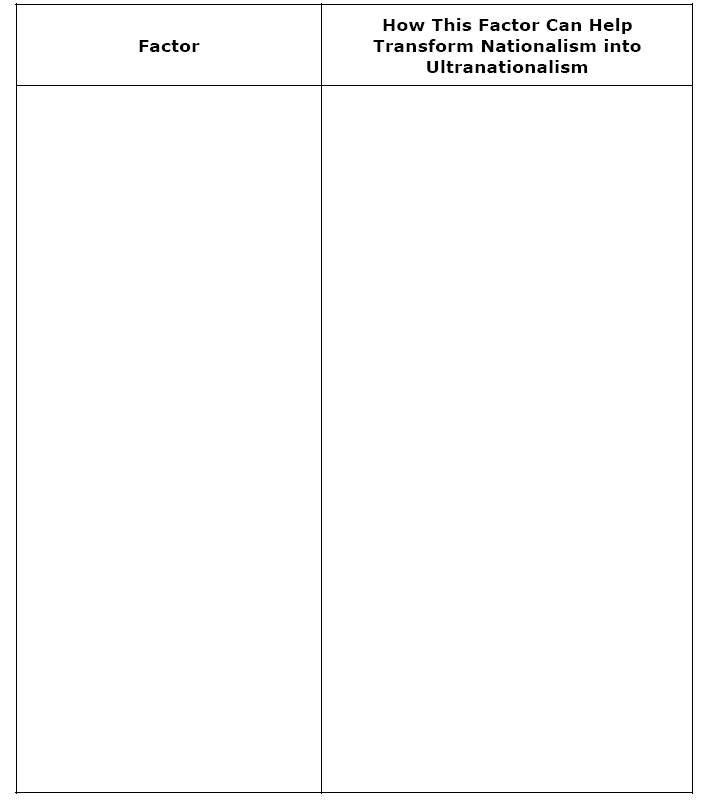 Factor
How This Factor Can Help
Transform Nationalism into
Ultranationalism